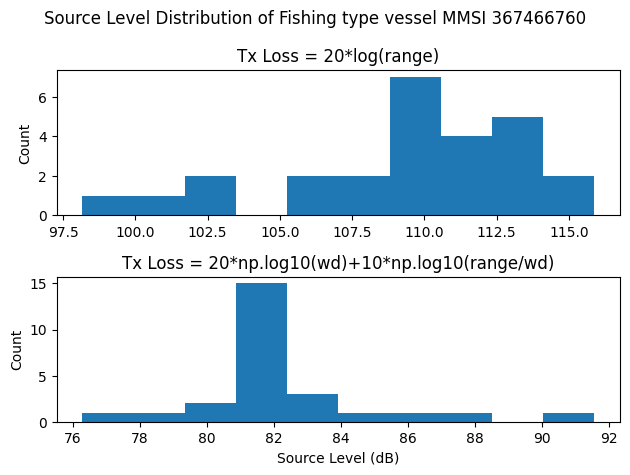 Source Level Distribution of Fishing type vessel MMSI 367466760
Tx Loss = 20*log(range)
6
4
2
0
Count
97.5 100.0 102.5 105.0 107.5 110.0 112.5 115.0
Tx Loss = 20*np.log10(wd)+10*np.log10(range/wd)
15
10
5
0
Count
76 78 80 82 84 86 88 90 92
Source Level (dB)